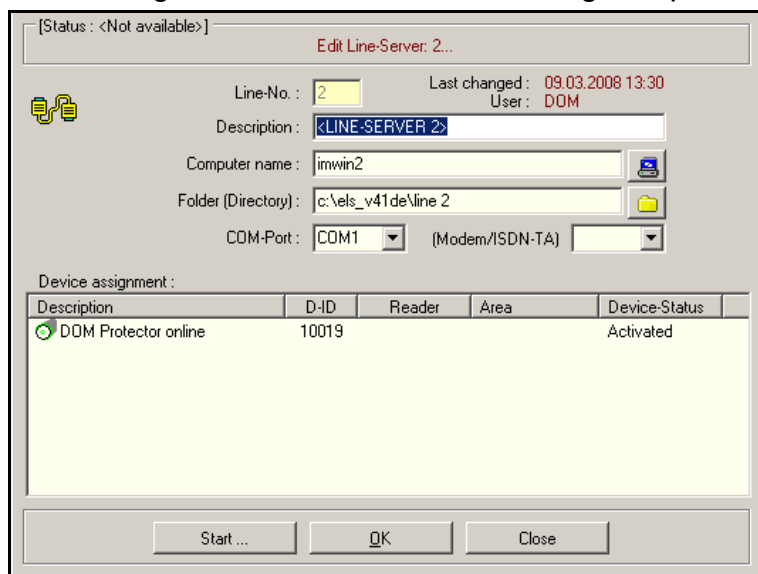 [Status : <Not available>]
Edit Line-Server: 2...
Line-No. : 2 Last changed : 09.03.2008 13:30
User : DOM
Description : <LINE-SERVER 2>
Computer name : imwin2
Folder (Directory) : c:\els_v41de\line 2
COM-Port : COM1 (Modem/ISDN-TA)
Device assignment :
Description D-ID Reader Area Device-Status
DOM Protector online 10019 Activated
Start ... OK Close